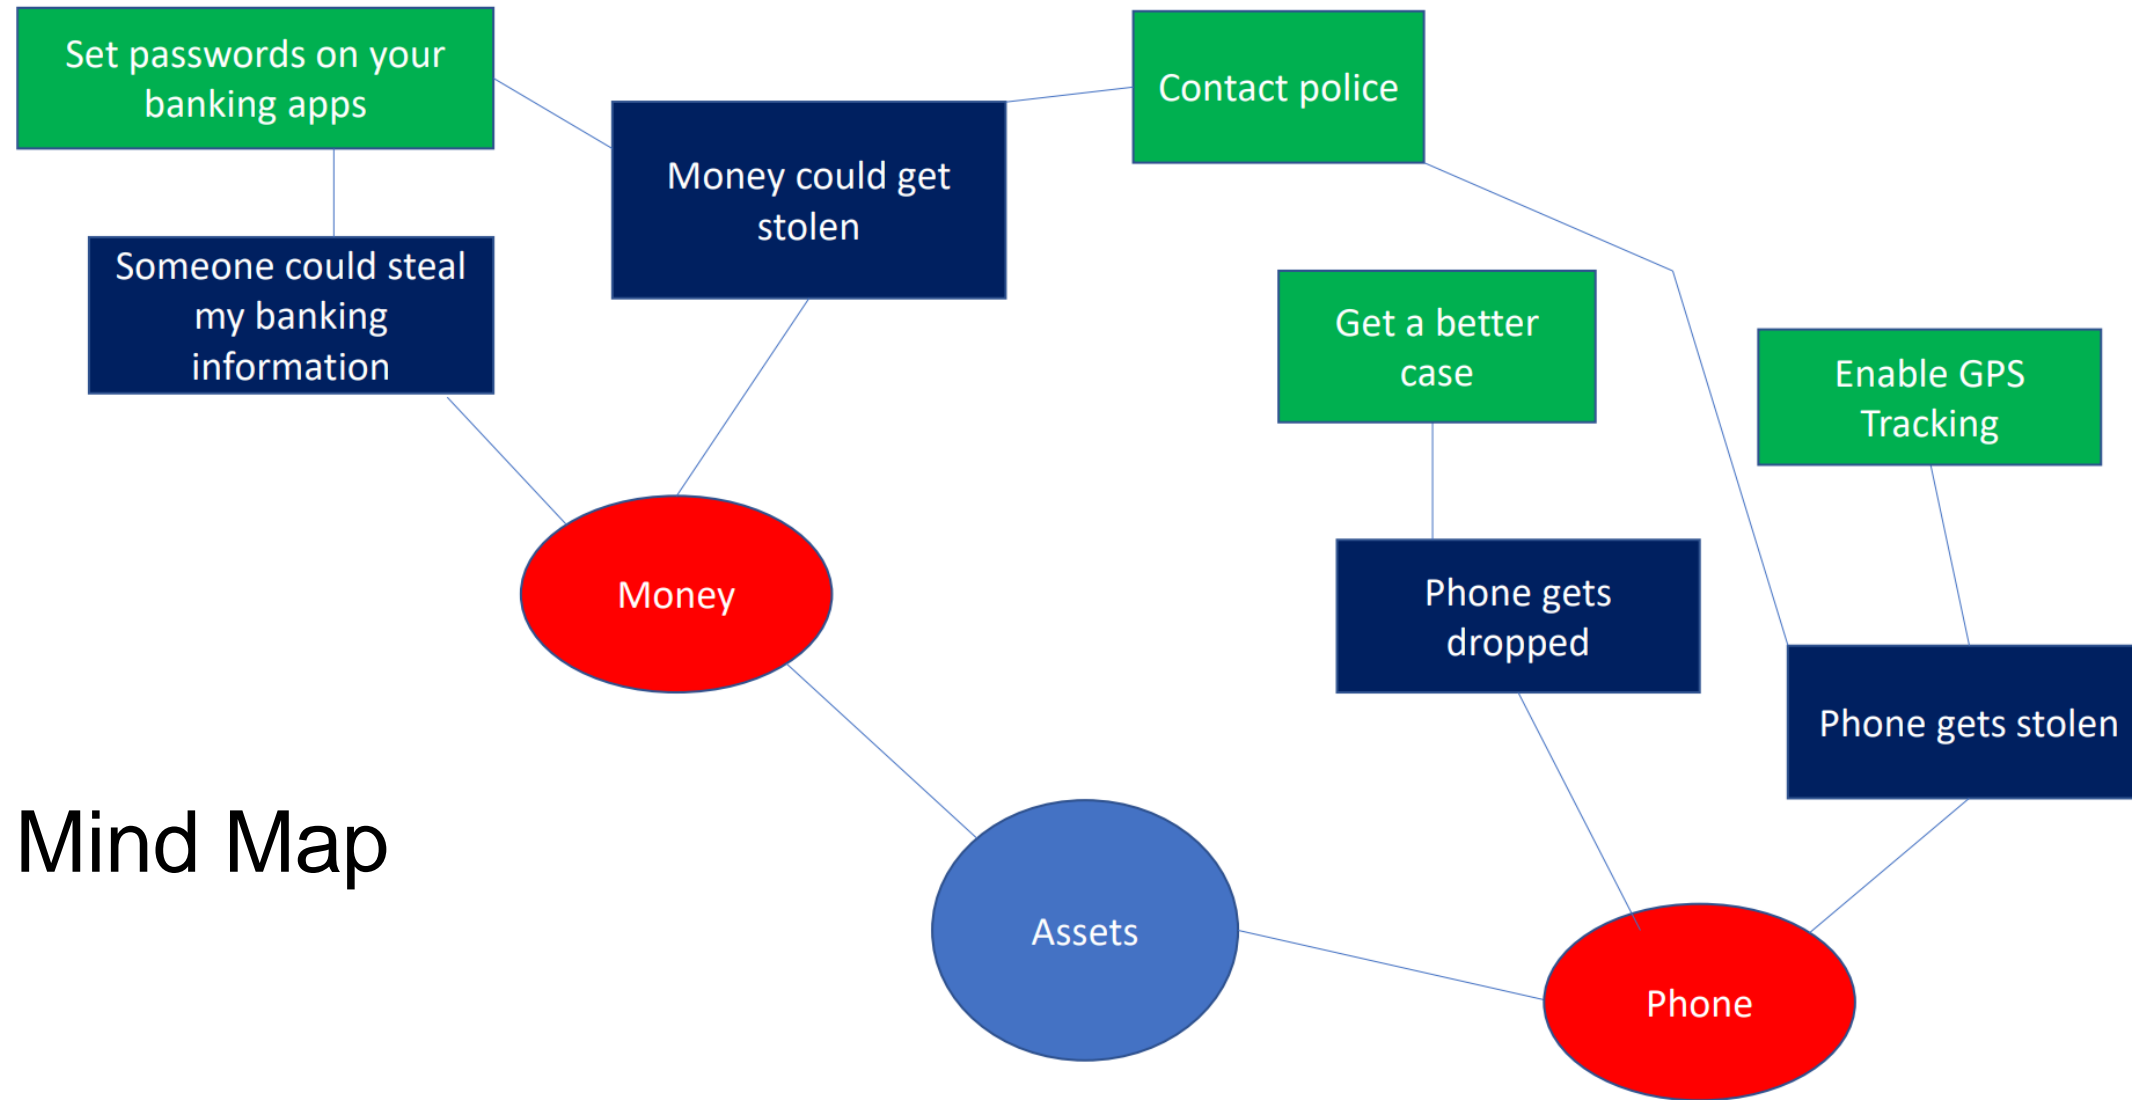 Set passwords on your
banking apps
Contact police
Money could get
stolen
Someone could steal
my banking
information
Get a better
case
Enable GPS
Tracking
Money
Phone gets
dropped
Phone gets stolen
Mind Map
Assets
Phone